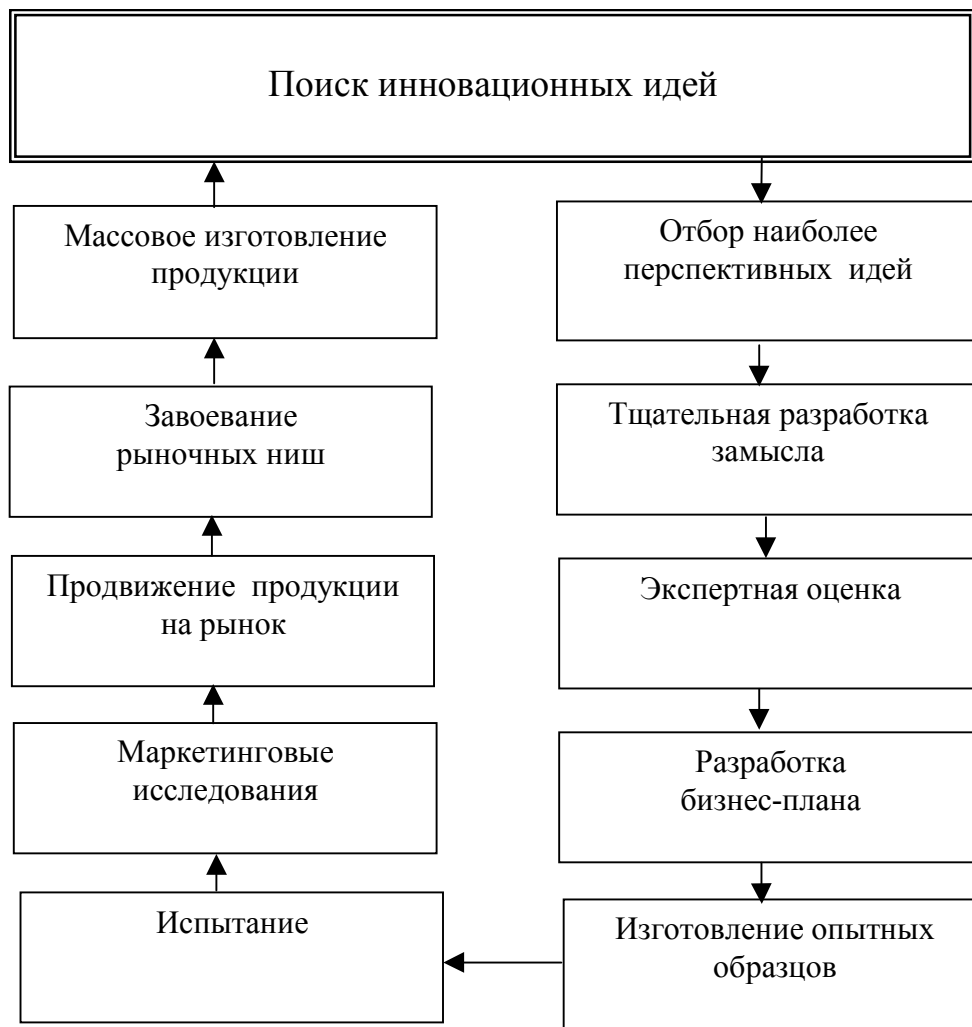 Поиск инновационных идей
Массовое изготовление
продукции
Отбор наиболее
перспективных идей
Завоевание
рыночных ниш
Тщательная разработка
замысла
Продвижение продукции
на рынок
Экспертная оценка
Маркетинговые
исследования
Разработка
бизнес-плана
Испытание
Изготовление опытных
образцов